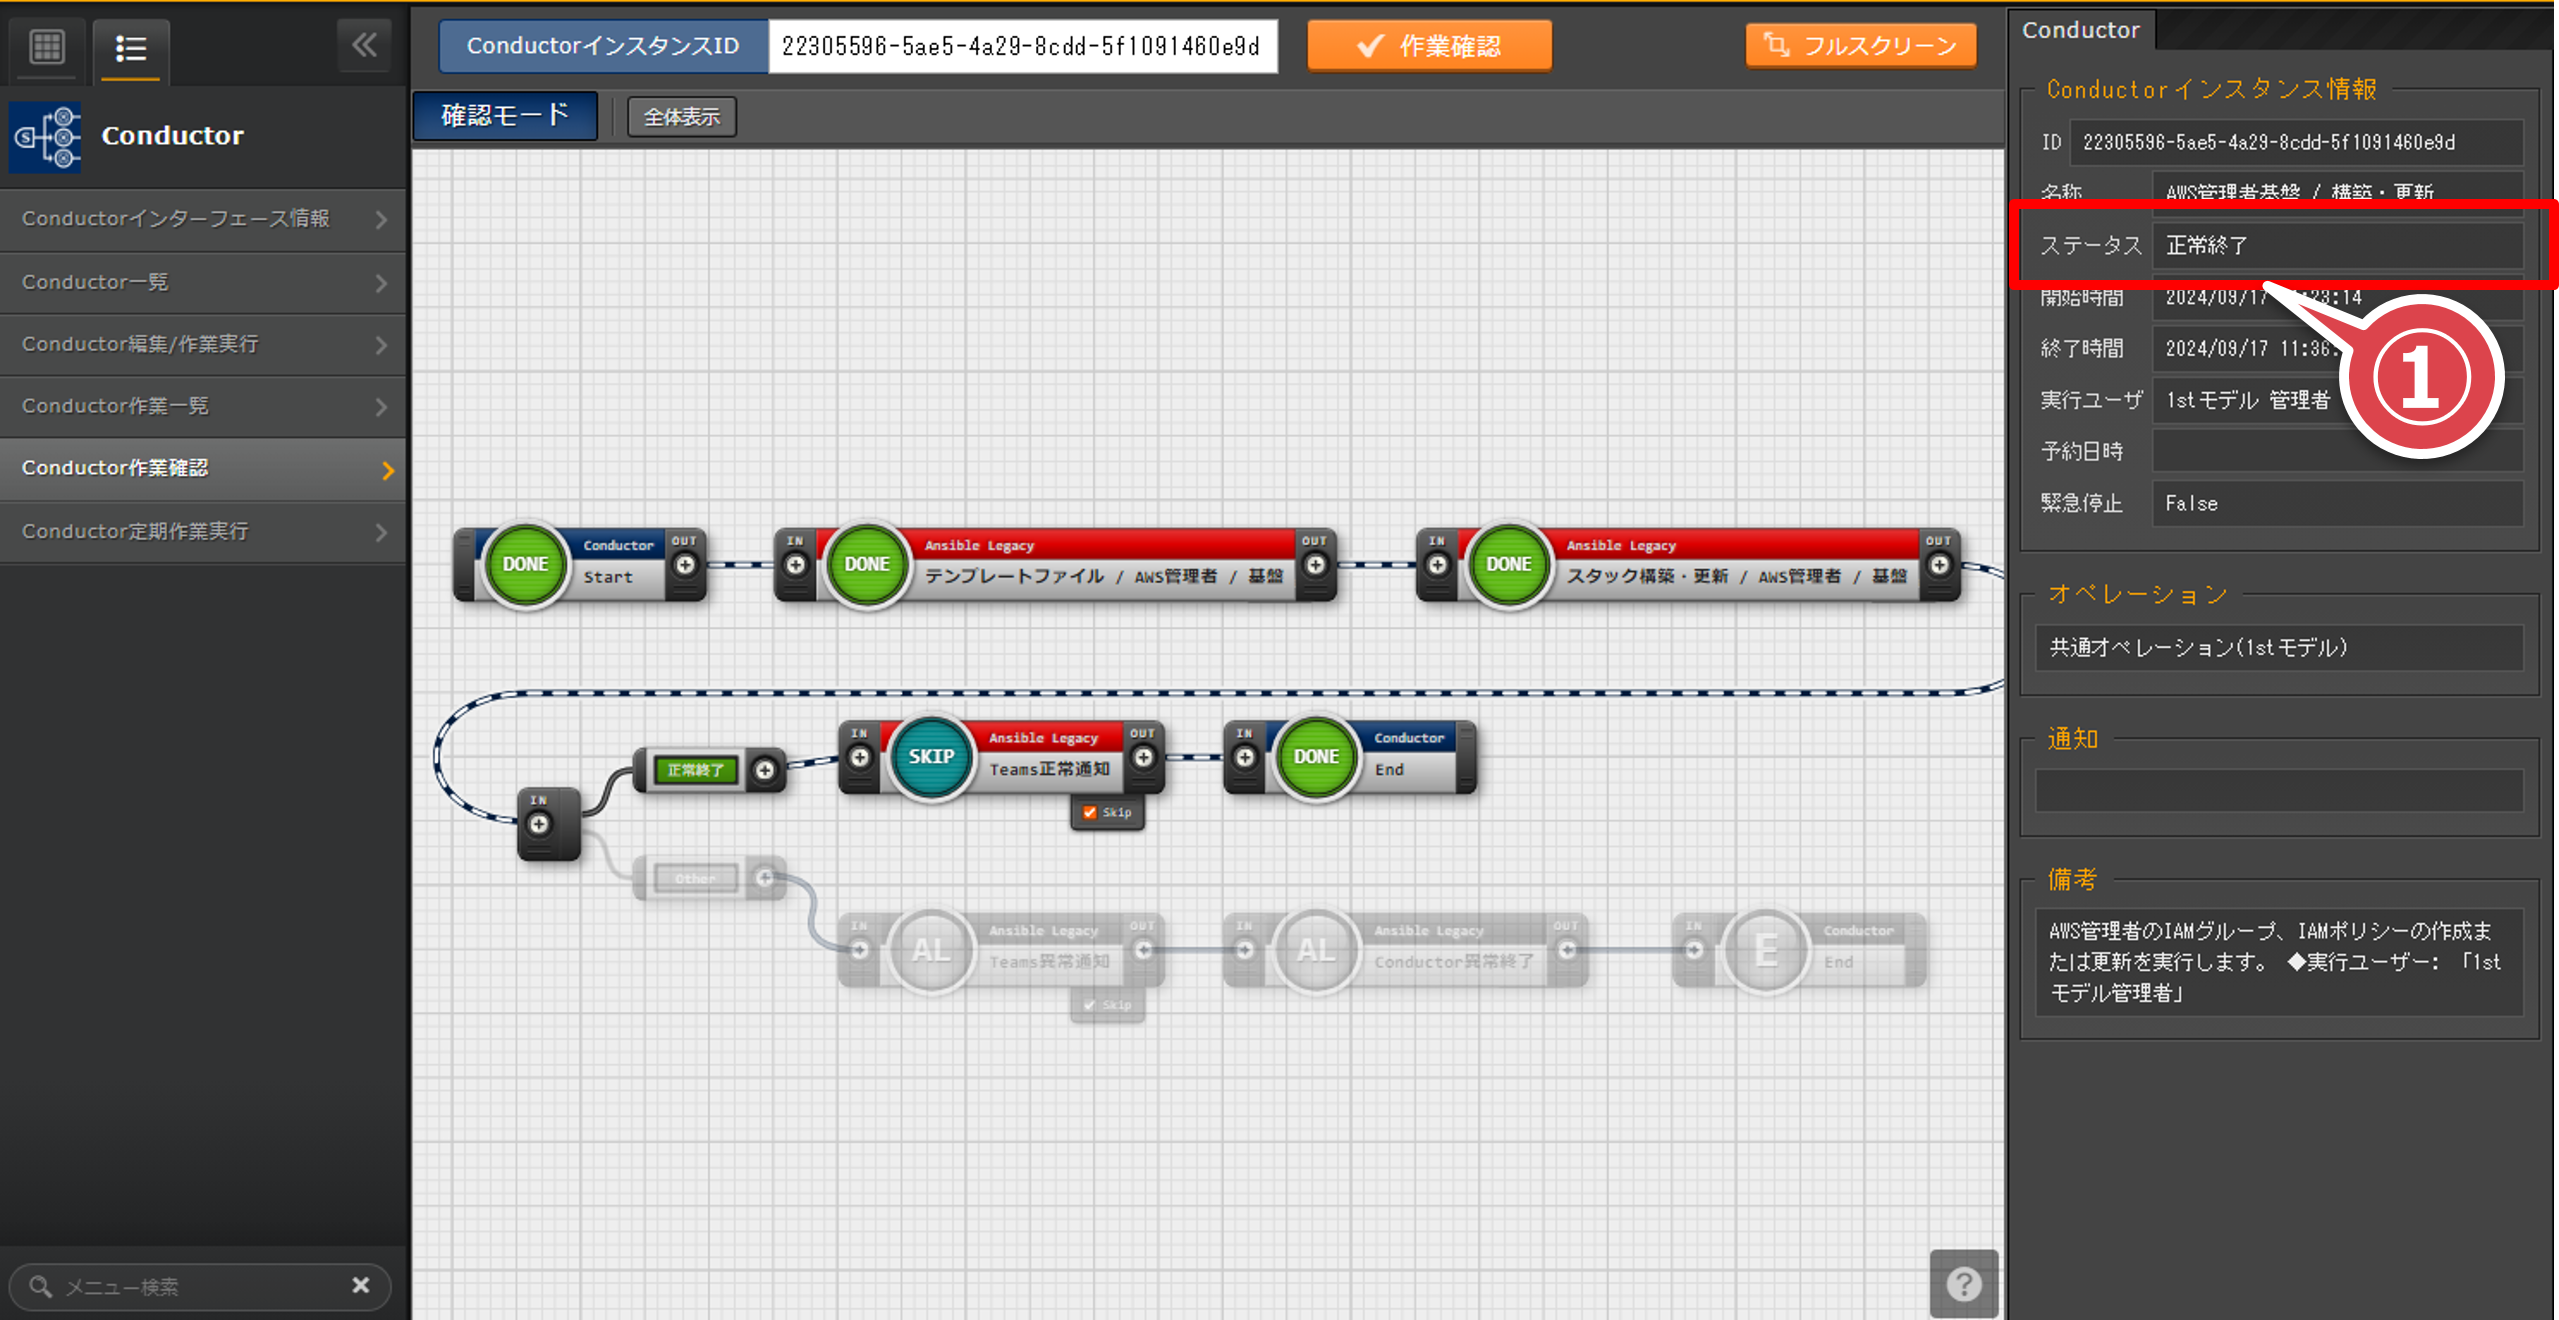 ConductorインスタンスID 22305596-5ae5-4a29-8cdd-5f1091460e9d
作業確認
フルスクリーン
Conductor
Conductorインターフェース情報
Conductor一覧
Conductor編集/作業実行
Conductor作業一覧
Conductor作業確認
Conductor定期作業実行
メニュー検索
確認モード
全体表示
DONE
Conductor
Start
OUT
IN
DONE
Ansible Legacy
テンプレートファイル / AWS管理者 / 基盤
OUT
IN
DONE
Ansible Legacy
スタック構築・更新 / AWS管理者 / 基盤
OUT
IN
正常終了
IN
SKIP
Ansible Legacy
Teams正常通知
OUT
Skip
IN
DONE
Conductor
End
Other
IN
AL
Ansible Legacy
Teams異常通知
OUT
Skip
IN
AL
Ansible Legacy
Conductor異常終了
OUT
IN
E
Conductor
End
?
Conductor
Conductorインスタンス情報
ID 22305596-5ae5-4a29-8cdd-5f1091460e9d
名称 AWS管理者基盤 / 構築・更新
ステータス 正常終了
開始時間 2024/09/17 :23:14
終了時間 2024/09/17 11:36:
実行ユーザ 1stモデル 管理者
予約日時
緊急停止 False
1
オペレーション
共通オペレーション(1stモデル)
通知
備考
AWS管理者のIAMグループ、IAMポリシーの作成ま
たは更新を実行します。 ◆実行ユーザー: 「1st
モデル管理者」